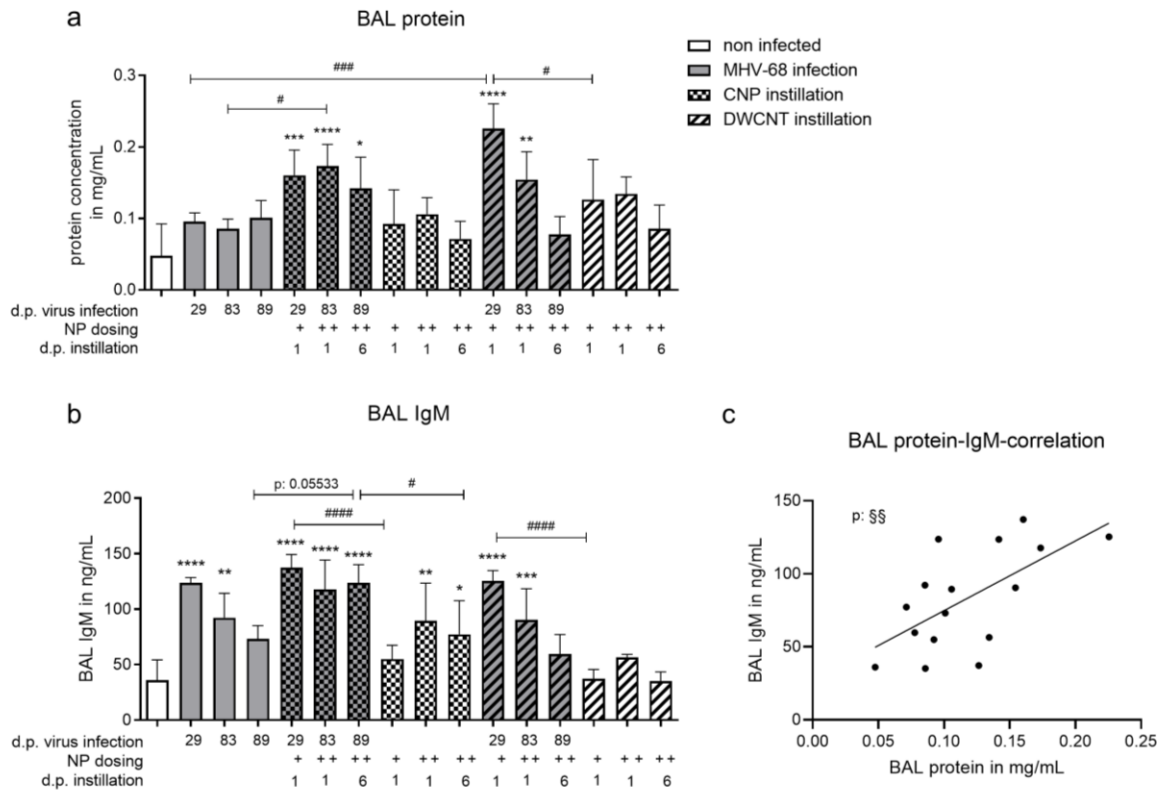 a
BAL protein
non infected
MHV-68 infection
CNP instillation
DWCNT instillation
### #
#
**** 
*** **** * **
0.3
0.2
0.1
0.0
protein concentration
in mg/mL
d.p. virus infection 29 83 89 29 83 89 29 83 89
NP dosing + ++ ++ + ++ ++ + ++ ++ + ++ ++
d.p. instillation 1 1 6 1 1 6 1 1 6 1 1 6
b
BAL IgM
p: 0.05533 #
#### ####
**** ** **** **** **** ** * **** ***
200
150
100
50
0
BAL IgM in ng/mL
d.p. virus infection 29 83 89 29 83 89 29 83 89
NP dosing + ++ ++ + ++ ++ + ++ ++ + ++ ++
d.p. instillation 1 1 6 1 1 6 1 1 6 1 1 6
c
BAL protein-IgM-correlation
p: §§
150
100
50
0
BAL IgM in ng/mL
0.00 0.05 0.10 0.15 0.20 0.25
BAL protein in mg/mL